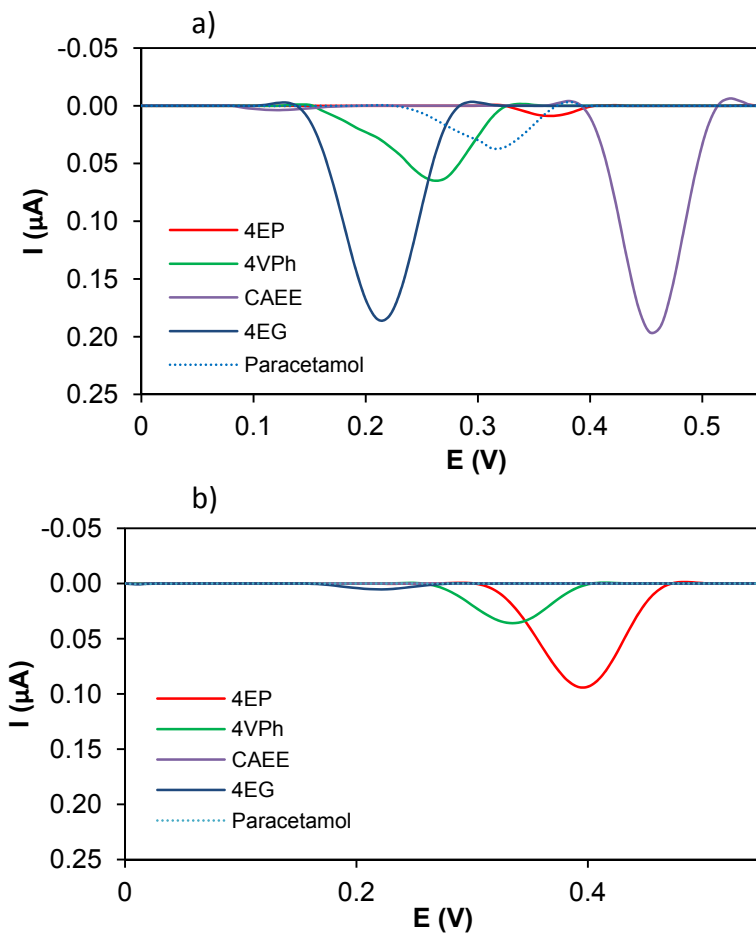 a)
-0.05
0.00
0.05
0.10
0.15
0.20
0.25
I (µA)
4EP
4VPh
CAEE
4EG
Paracetamol
0 0.1 0.2 0.3 0.4 0.5
E (V)
b)
-0.05
0.00
0.05
0.10
0.15
0.20
0.25
I (µA)
4EP
4VPh
CAEE
4EG
Paracetamol
0 0.2 0.4
E (V)